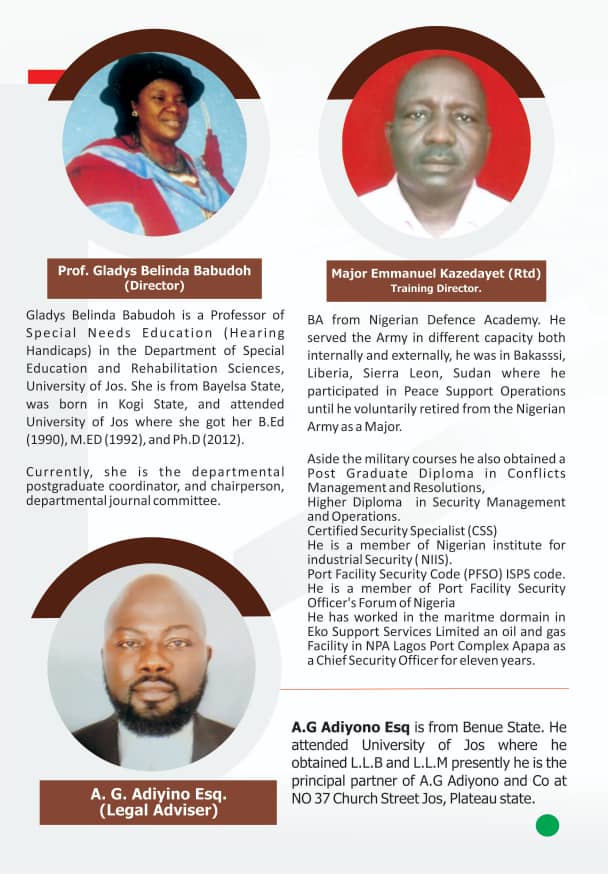 Prof. Gladys Belinda Babudoh
(Director)
Gladys Belinda Babudoh is a Professor of
Special Needs Education (Hearing
Handicaps) in the Department of Special
Education and Rehabilitation Sciences,
University of Jos. She is from Bayelsa State,
was born in Kogi State, and attended
University of Jos where she got her B.Ed
(1990), M.ED (1992), and Ph.D (2012).
Currently, she is the departmental
postgraduate coordinator, and chairperson,
departmental journal committee.
Major Emmanuel Kazedayet (Rtd)
Training Director.
BA from Nigerian Defence Academy. He
served the Army in different capacity both
internally and externally, he was in Bakasssi,
Liberia, Sierra Leon, Sudan where he
participated in Peace Support Operations
until he voluntarily retired from the Nigerian
Army as a Major.
Aside the military courses he also obtained a
Post Graduate Diploma in Conflicts
Management and Resolutions,
Higher Diploma in Security Management
and Operations.
Certified Security Specialist (CSS)
He is a member of Nigerian institute for
industrial Security ( NIIS).
Port Facility Security Code (PFSO) ISPS code.
He is a member of Port Facility Security
Officer's Forum of Nigeria
He has worked in the maritme dormain in
Eko Support Services Limited an oil and gas
Facility in NPA Lagos Port Complex Apapa as
a Chief Security Officer for eleven years.
A. G. Adiyino Esq.
(Legal Adviser)
A.G Adiyono Esq is from Benue State. He
attended University of Jos where he
obtained L.L.B and L.L.M presently he is the
principal partner of A.G Adiyono and Co at
NO 37 Church Street Jos, Plateau state.